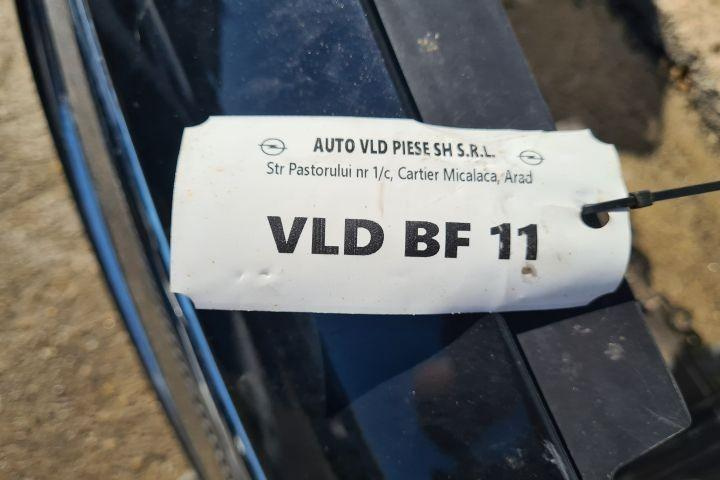 AUTO VLD PIESE SH S.R.L.
Str Pastorului nr 1/c, Cartier Micalaca, Arad
VLD BF 11